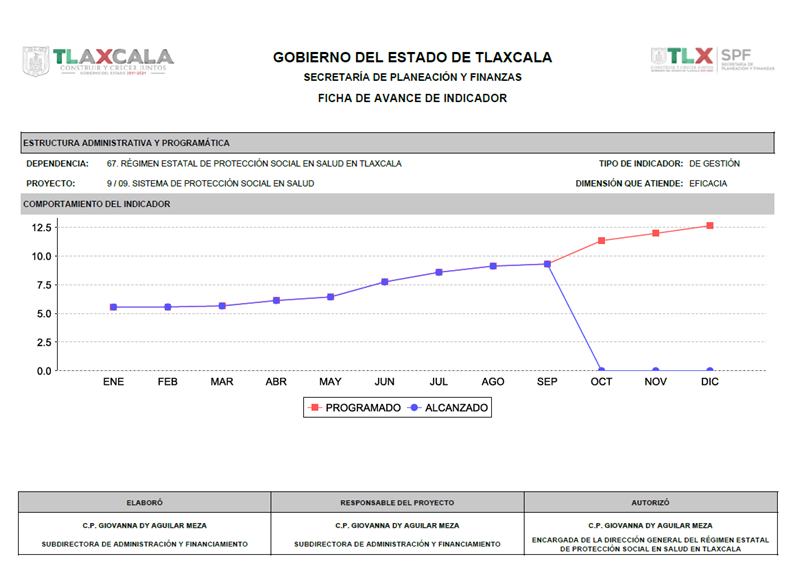 TLAXCALA
CONSTRUIR Y CRECER JUNTOS
GOBIERNO DEL ESTADO 2017-2021
GOBIERNO DEL ESTADO DE TLAXCALA
SECRETARÍA DE PLANEACIÓN Y FINANZAS
FICHA DE AVANCE DE INDICADOR
TLX
SPF
SECRETARÍA DE
PLANEACIÓN Y FINANZAS
CONSTRUIR Y CRECER JUNTOS
ESTRUCTURA ADMINISTRATIVA Y PROGRAMÁTICA
DEPENDENCIA: 67. RÉGIMEN ESTATAL DE PROTECCIÓN SOCIAL EN SALUD EN TLAXCALA TIPO DE INDICADOR: DE GESTIÓN
PROYECTO: 9 / 09. SISTEMA DE PROTECCIÓN SOCIAL EN SALUD DIMENSIÓN QUE ATIENDE: EFICACIA
COMPORTAMIENTO DEL INDICADOR
12.5
10.0
7.5
5.0
2.5
0.0
ENE FEB MAR ABR MAY JUN JUL AGO SEP OCT NOV DIC
PROGRAMADO ALCANZADO
ELABORÓ RESPONSABLE DEL PROYECTO AUTORIZÓ
C.P. GIOVANNA DY AGUILAR MEZA C.P. GIOVANNA DY AGUILAR MEZA C.P. GIOVANNA DY AGUILAR MEZA
SUBDIRECTORA DE ADMINISTRACIÓN Y FINANCIAMIENTO SUBDIRECTORA DE ADMINISTRACIÓN Y FINANCIAMIENTO ENCARGADA DE LA DIRECCIÓN GENERAL DEL RÉGIMEN ESTATAL
DE PROTECCIÓN SOCIAL EN SALUD EN TLAXCALA